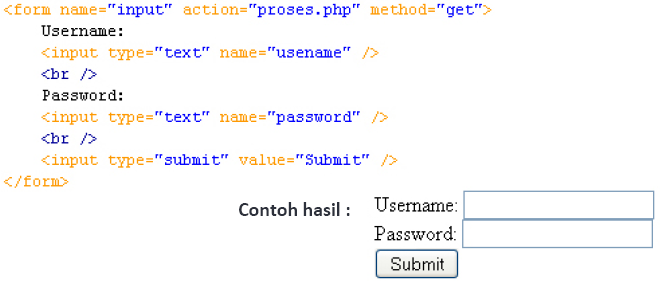 <form name="input" action="proses.php" method="get">
Username:
<input type="text" name="usename" />
<br />
Password:
<input type="text" name="password" />
<br />
<input type="submit" value="Submit" />
</form>
Contoh hasil :
Username:
Password:
Submit